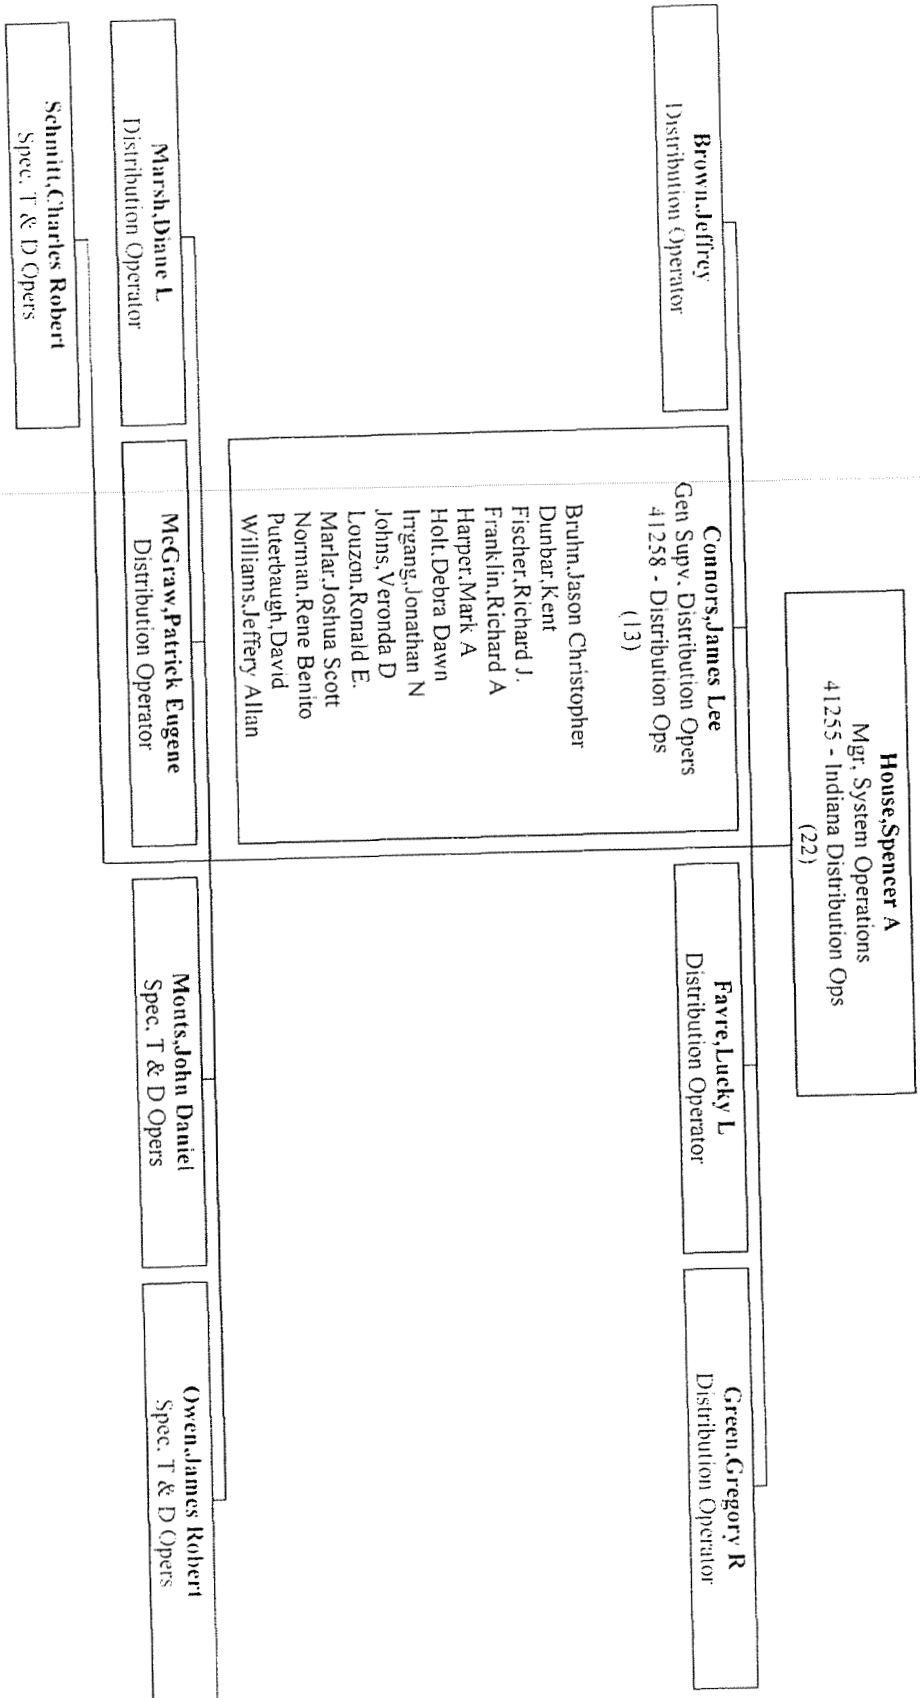 House,Spencer A
Mgr, System Operations
41255 - Indiana Distribution Ops
(22)
Brown,Jeffrey
Distribution Operator
Connors,James Lee
Gen Supv, Distribution Opers
41258 - Distribution Ops
(13)
Bruhn,Jason Christopher
Dunbar,Kent
Fischer,Richard J.
Franklin,Richard A
Harper,Mark A
Holt,Debra Dawn
Irrgang,Jonathan N
Johns,Veronda D
Louzon,Ronald E.
Marlar,Joshua Scott
Norman,Rene Benito
Puterbaugh,David
Williams,Jeffery Allan
Favre,Lucky L
Distribution Operator
Green,Gregory R
Distribution Operator
Marsh,Diane L
Distribution Operator
McGraw,Patrick Eugene
Distribution Operator
Monts,John Daniel
Spec. T & D Opers
Owen,James Robert
Spec. T & D Opers
Schmitt,Charles Robert
Spec. T & D Opers